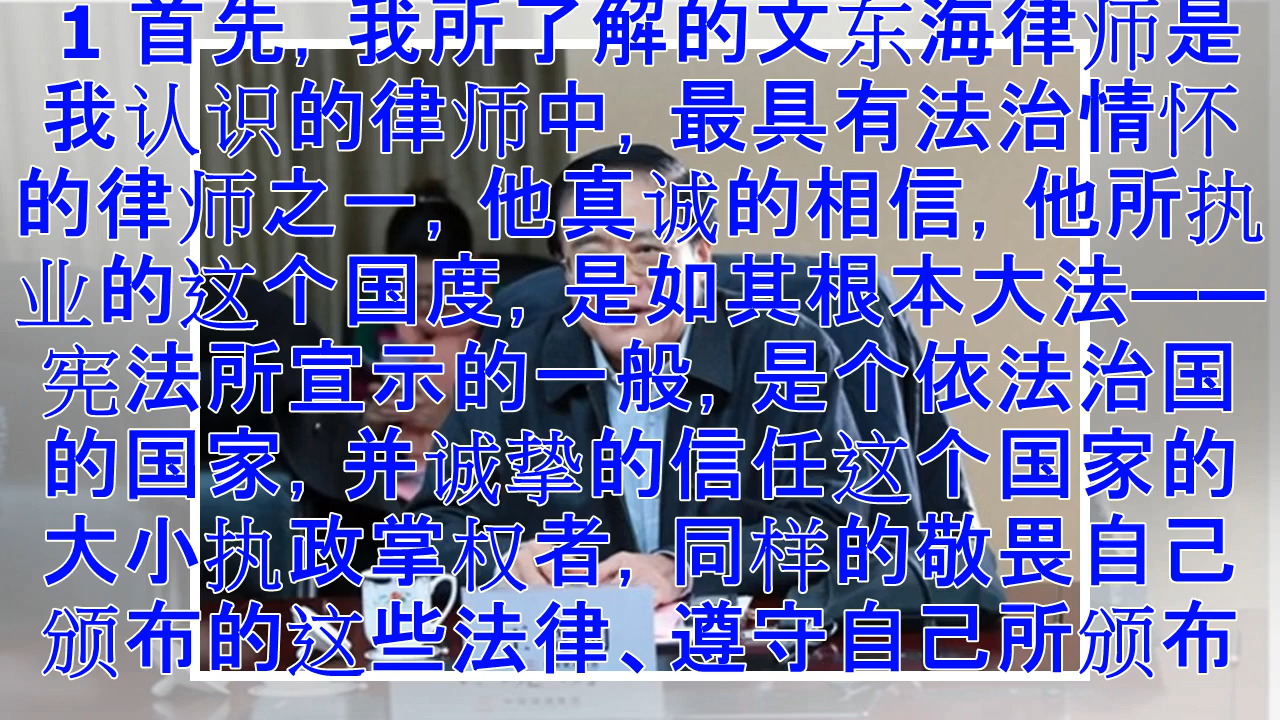 1 首先，我所了解的文东海律师是
我认识的律师中，最具有法治情怀
的律师之一，他真诚的相信，他所执
业的这个国度，是如其根本大法——
宪法所宣示的一般，是个依法治国
的国家，并诚挚的信任这个国家的
大小执政掌权者，同样的敬畏自己
颁布的这些法律、遵守自己所颁布